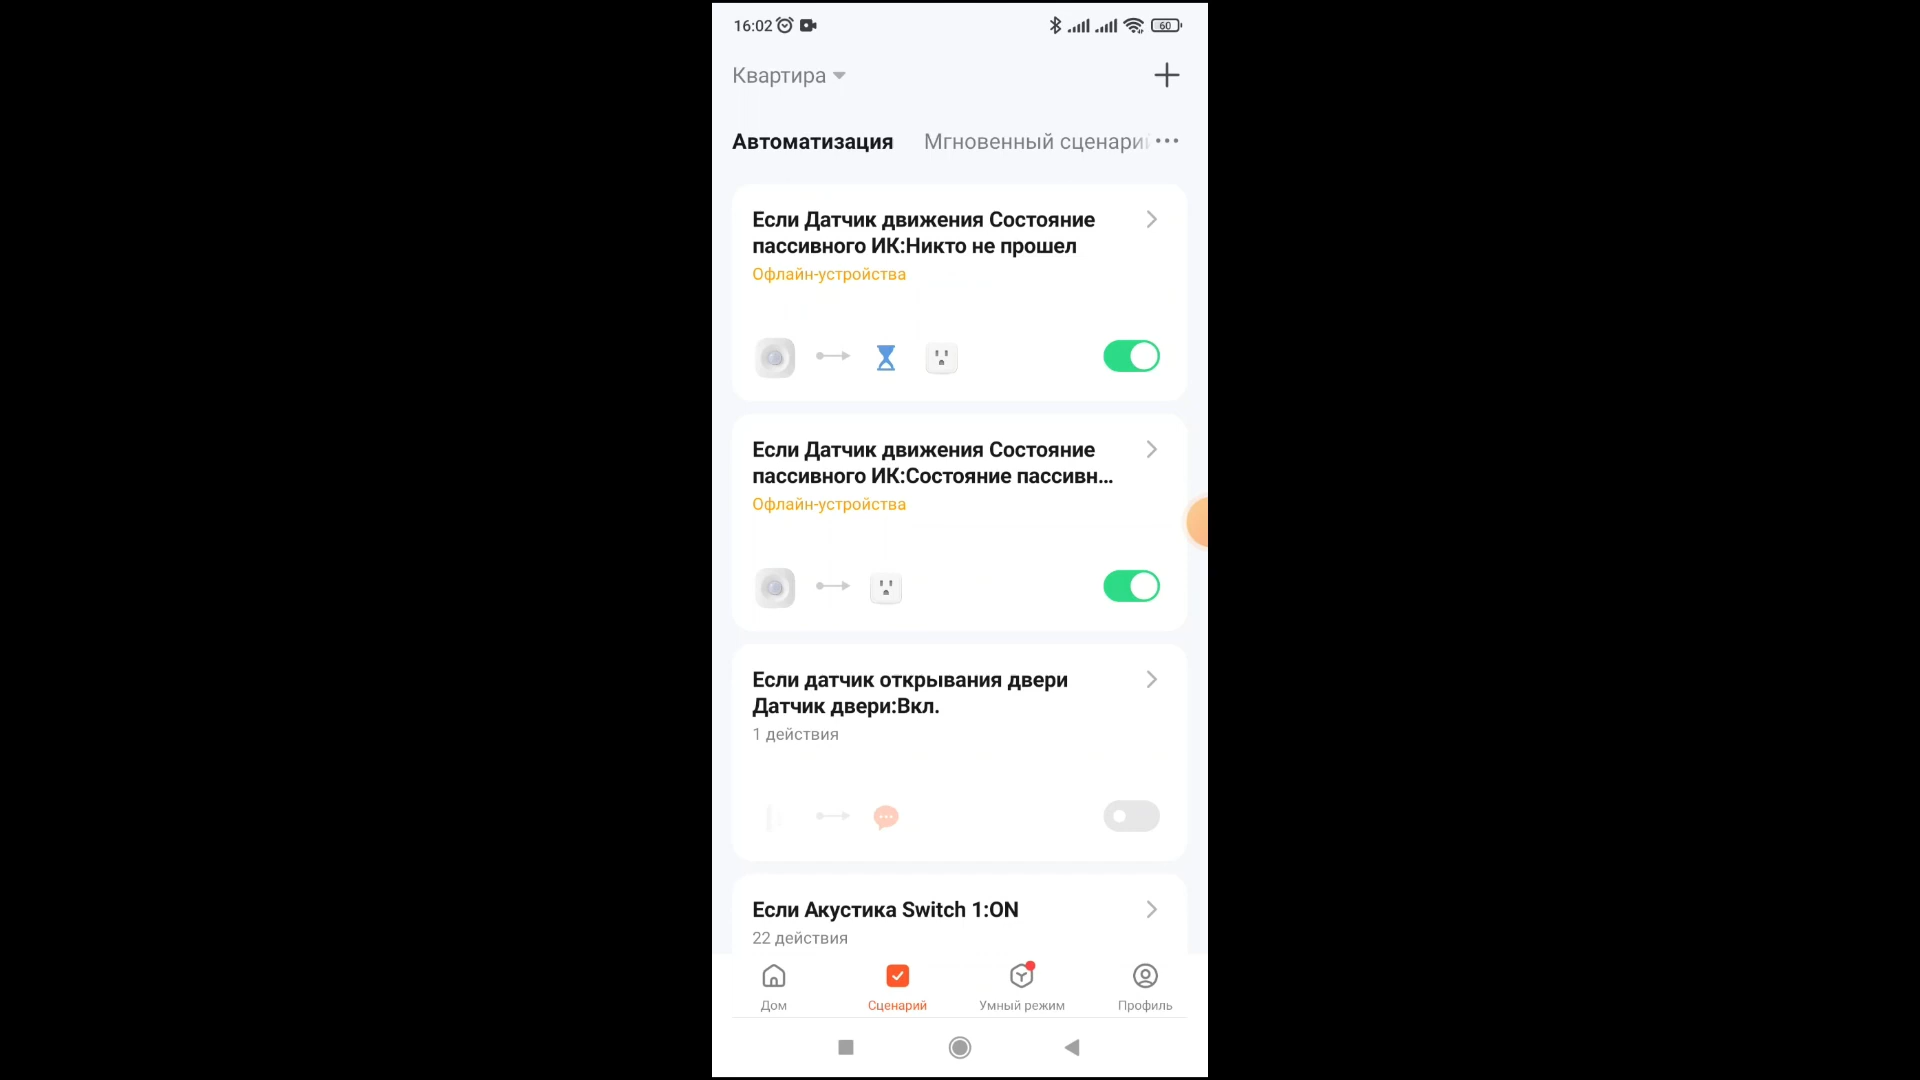 16:02
60
Квартира
Автоматизация
Мгновенный сценарий
Если Датчик движения Состояние
пассивного ИК:Никто не прошел
Офлайн-устройства
Если Датчик движения Состояние
пассивного ИК:Состояние пассивн...
Офлайн-устройства
Если датчик открывания двери
Датчик двери:Вкл.
1 действия
Если Акустика Switch 1:ON
22 действия
Дом
Сценарий
Умный режим
Профиль